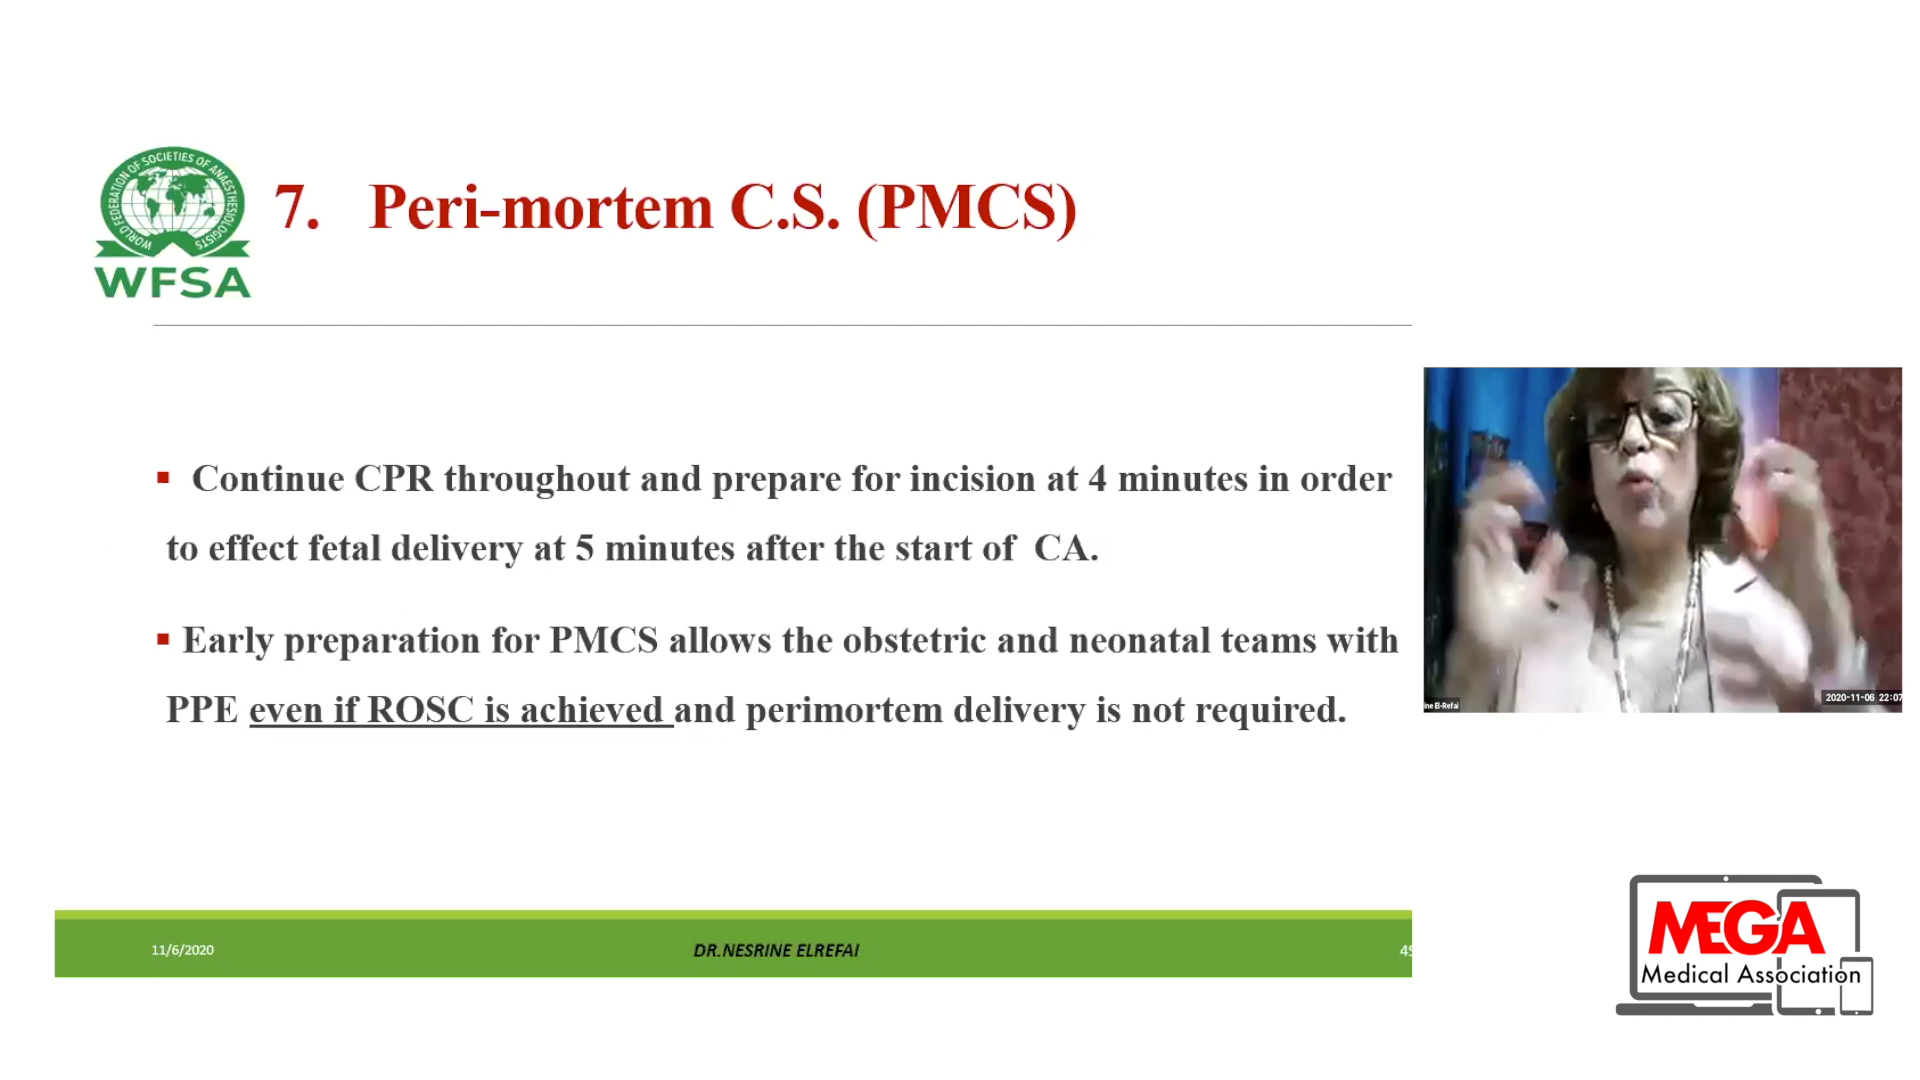 WORLD FEDERATION OF SOCIETIES OF ANAESTHESIOLOGISTS
WFSA
7. Peri-mortem C.S. (PMCS)
▪ Continue CPR throughout and prepare for incision at 4 minutes in order
to effect fetal delivery at 5 minutes after the start of CA.
▪ Early preparation for PMCS allows the obstetric and neonatal teams with
PPE even if ROSC is achieved and perimortem delivery is not required.
ine El-Refai
2020-11-06 22:07
11/6/2020
DR.NESRINE ELREFAI
MEGA
Medical Association